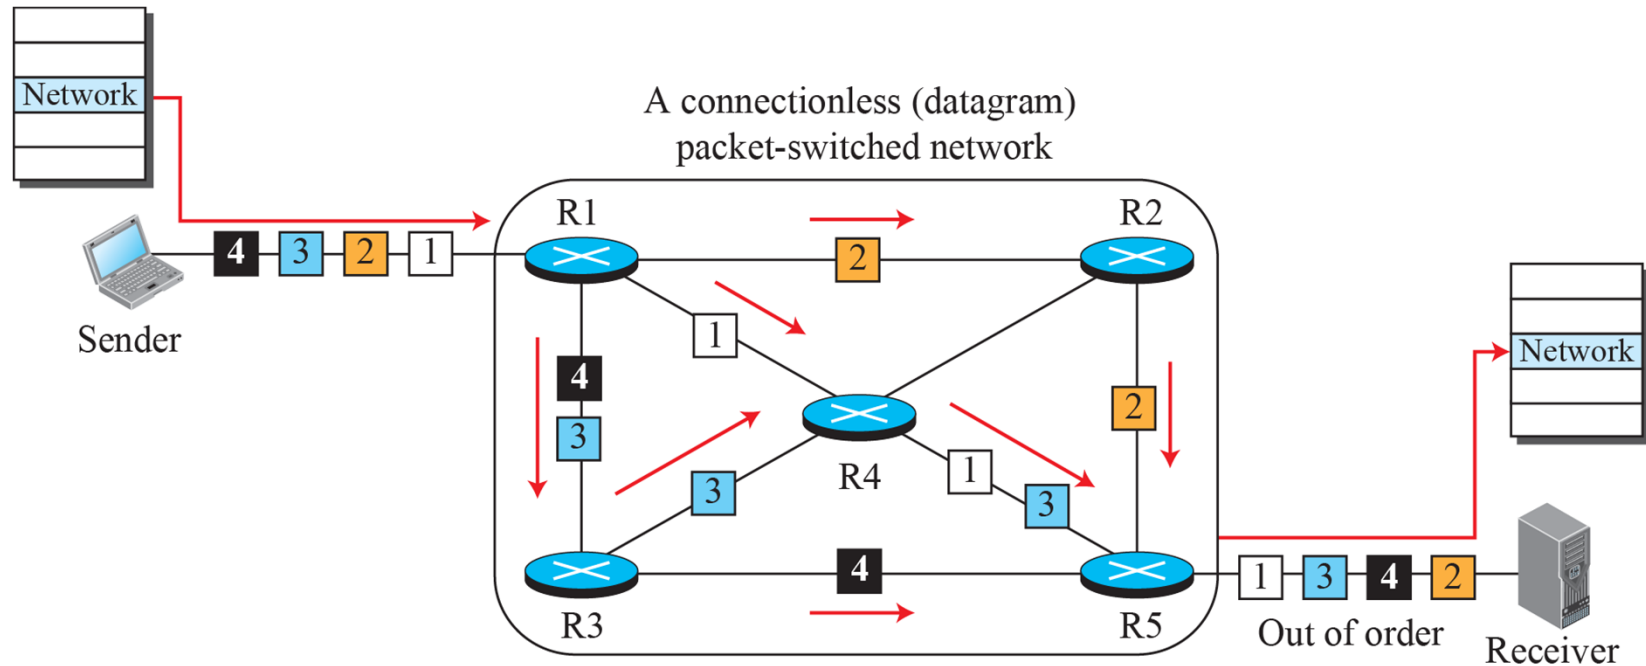 Network
A connectionless (datagram)
packet-switched network
R1
R2
2
4 3 2 1
Sender
1
Network
4
2
3
R4
1
3
3
4
1 3 4 2
R3
R5
Out of order
Receiver